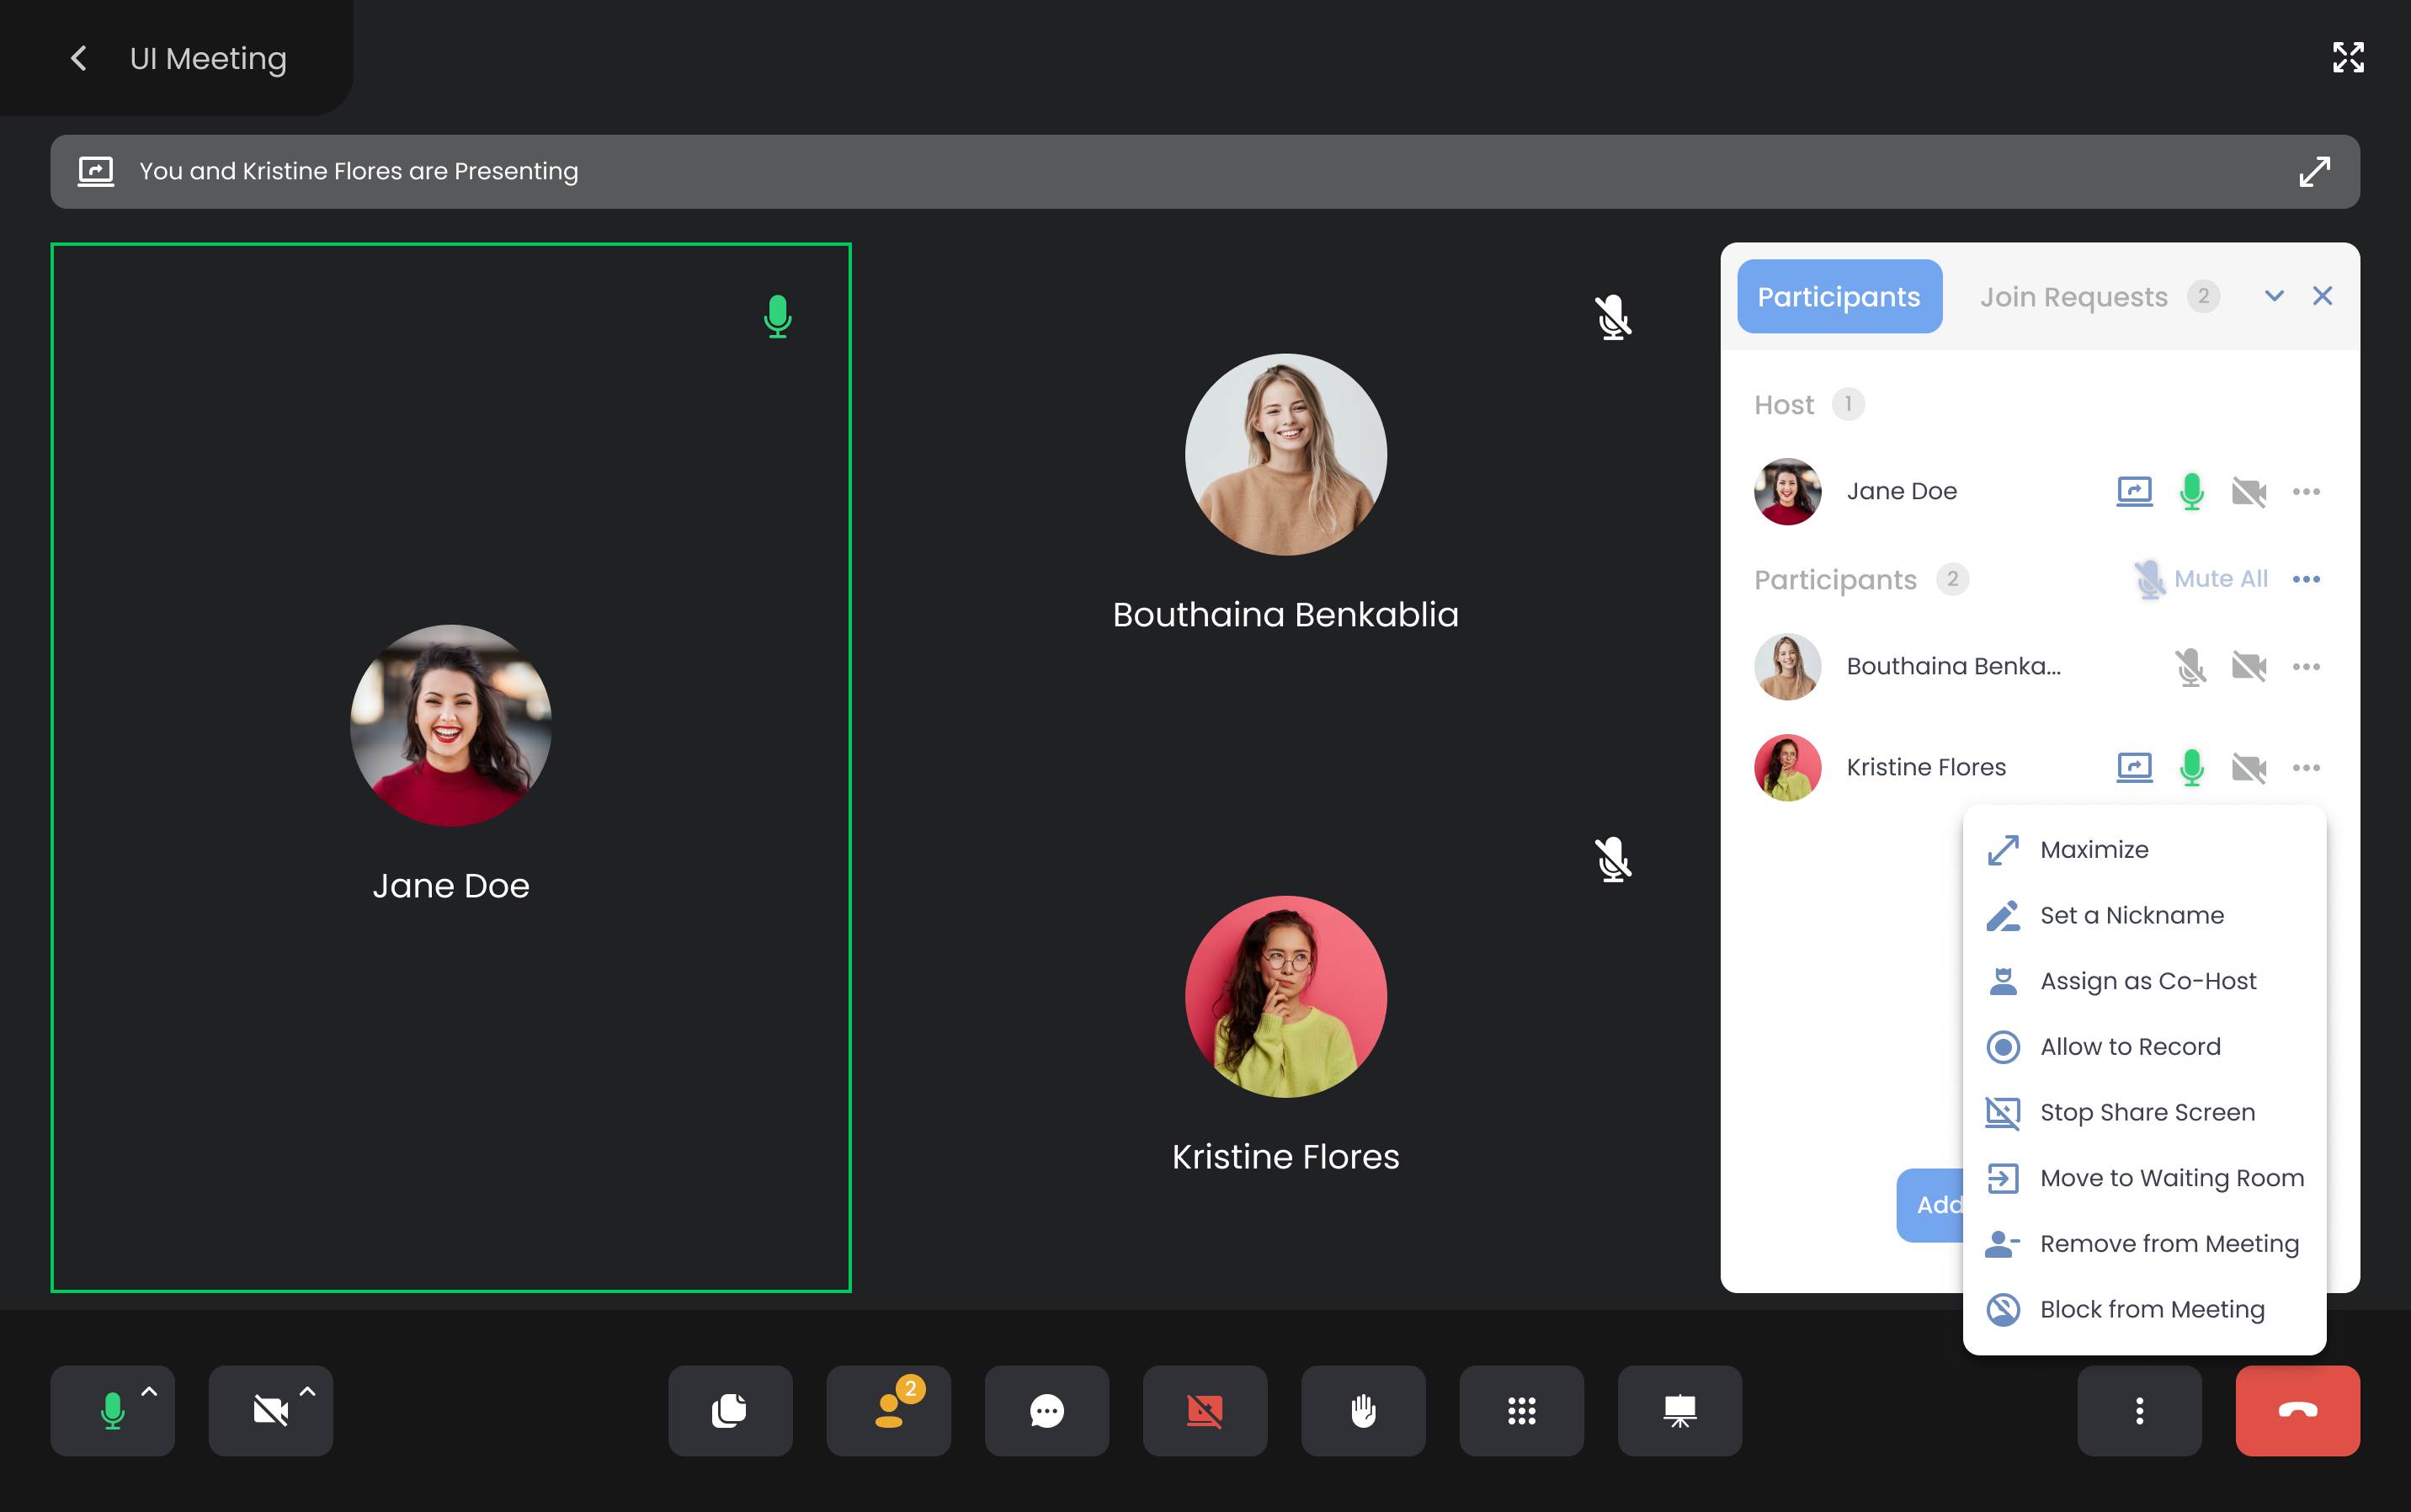 UI Meeting
You and Kristine Flores are Presenting
Jane Doe
Bouthaina Benkablia
Kristine Flores
Participants
Join Requests 2
Host 1
Jane Doe
Participants 2
Mute All
Bouthaina Benka...
Kristine Flores
Maximize
Set a Nickname
Assign as Co-Host
Allow to Record
Stop Share Screen
Move to Waiting Room
Add
Remove from Meeting
Block from Meeting
2